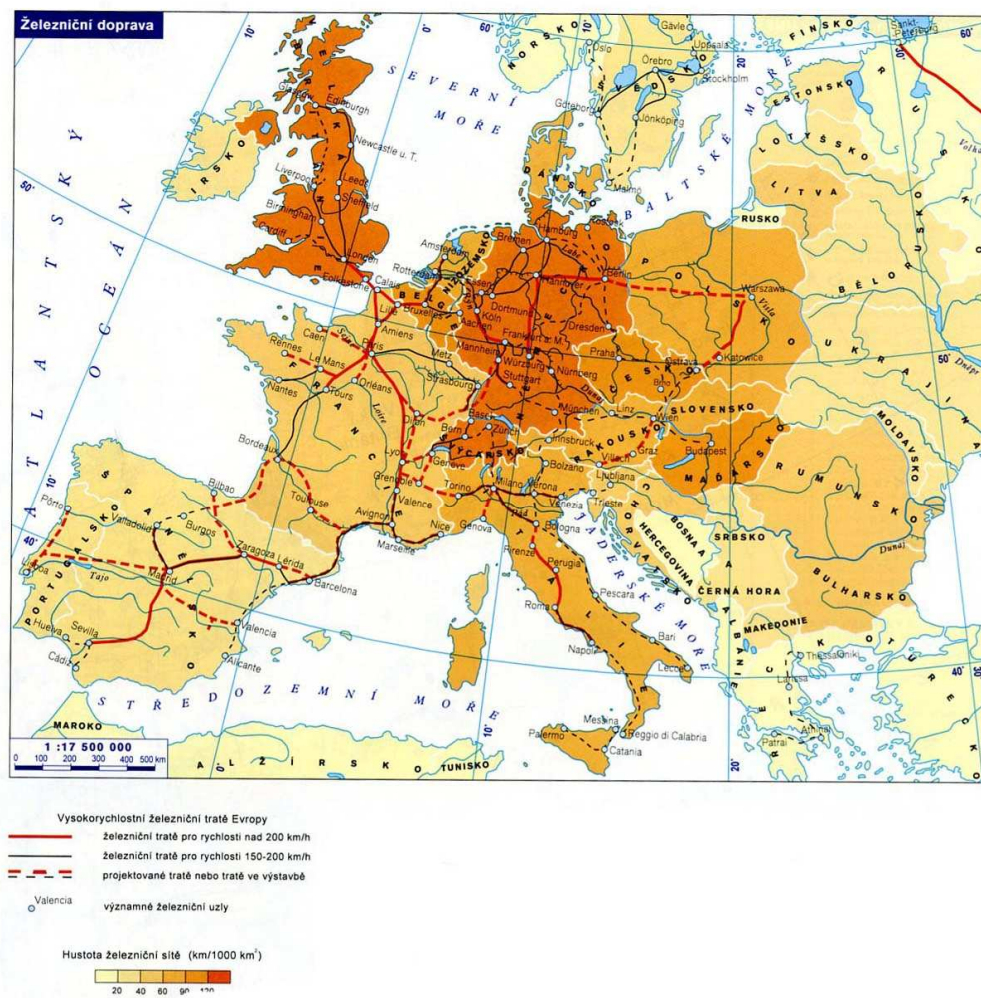 Železniční doprava
SEVERNÍ
MOŘE
BALTSKÉ MOŘE
ATLANTSKÝ
OCEÁN
STŘEDOZEMNÍ MOŘE
JADERSKÉ MOŘE
NORSKO
ŠVÉDSKO
FINSKO
ESTONSKO
LOTYŠSKO
LITVA
RUSKO
BĚLORUSKO
UKRAJINA
MOLDAVSKO
IRSKO
DÁNSKO
NIZOZEMSKO
BELGIE
POLSKO
ČESKO
SLOVENSKO
RAKOUSKO
MAĎARSKO
RUMUNSKO
ŠVÝCARSKO
FRANCIE
ŠPANĚLSKO
PORTUGALSKO
ITÁLIE
CHORVATSKO
BOSNA A
HERCEGOVINA
SRBSKO
ČERNÁ HORA
MAKEDONIE
ALBÁNIE
BULHARSKO
ŘECKO
TURECKO
MAROKO
ALŽÍRSKO
TUNISKO
Gävle
Oslo
Uppsala
Örebro
Stockholm
Göteborg
Jönköping
Malmö
Sankt-
Peterburg
Glasgow
Edinburgh
Newcastle u. T.
Liverpool
Leeds
Sheffield
Birmingham
Cardiff
London
Folkestone
Calais
Lille
Amiens
Amsterdam
Rotterdam
Bruxelles
Bremen
Hamburg
Rostock
Hannover
Berlin
Essen
Dortmund
Köln
Aachen
Frankfurt a. M.
Dresden
Mannheim
Würzburg
Nürnberg
Stuttgart
München
Warszawa
Katowice
Ostrava
Praha
Brno
Linz
Wien
Innsbruck
Villach
Graz
Budapest
Ljubljana
Caen
Rennes
Paris
Metz
Le Mans
Strasbourg
Nantes
Tours
Orléans
Dijon
Basel
Zürich
Bern
Genève
Lyon
Grenoble
Valence
Bordeaux
Toulouse
Avignon
Marseille
Nice
Bilbao
Burgos
Valladolid
Pôrto
Lisboa
Madrid
Zaragoza
Lérida
Barcelona
Valencia
Alicante
Huelva
Sevilla
Cádiz
Bolzano
Torino
Milano
Verona
Venezia
Trieste
Genova
Bologna
Firenze
Perugia
Pescara
Roma
Napoli
Bari
Lecce
Messina
Reggio di Calabria
Palermo
Catania
Thessaloniki
Larissa
Patrai
Athinai
Labe
Visla
Dunaj
Dunaj
Loire
Tajo
Pád
Dněpr
Volha
1 :17 500 000
0 100 200 300 400 500 km
Vysokorychlostní železniční tratě Evropy
železniční tratě pro rychlosti nad 200 km/h
železniční tratě pro rychlosti 150-200 km/h
projektované tratě nebo tratě ve výstavbě
Valencia
významné železniční uzly
Hustota železniční sítě (km/1000 km²)
20 40 60 90 120